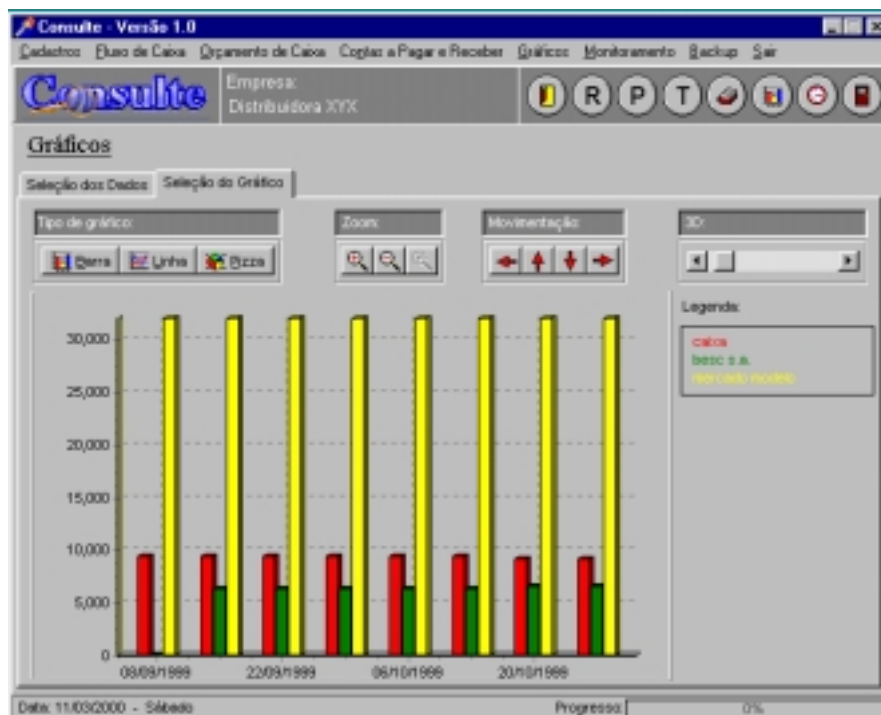 Consulte - Versão 1.0
Cadastros Fluxo de Caixa Orçamento de Caixa Contas a Pagar e Receber Gráficos Monitoramento Backup Sair
Consulte
Empresa:
Distribuidora XYX
R P T
Gráficos
Seleção dos Dados Seleção do Gráfico
Tipo de gráfico: Zoom: Movimentação: 3D:
Barra Linha Pizza
Legenda:
caixa
besc s.a.
mercado modelo
30,000
25,000
20,000
15,000
10,000
5,000
0
08/09/1999 22/09/1999 06/10/1999 20/10/1999
Data: 11/03/2000 - Sábado Progresso: 0%